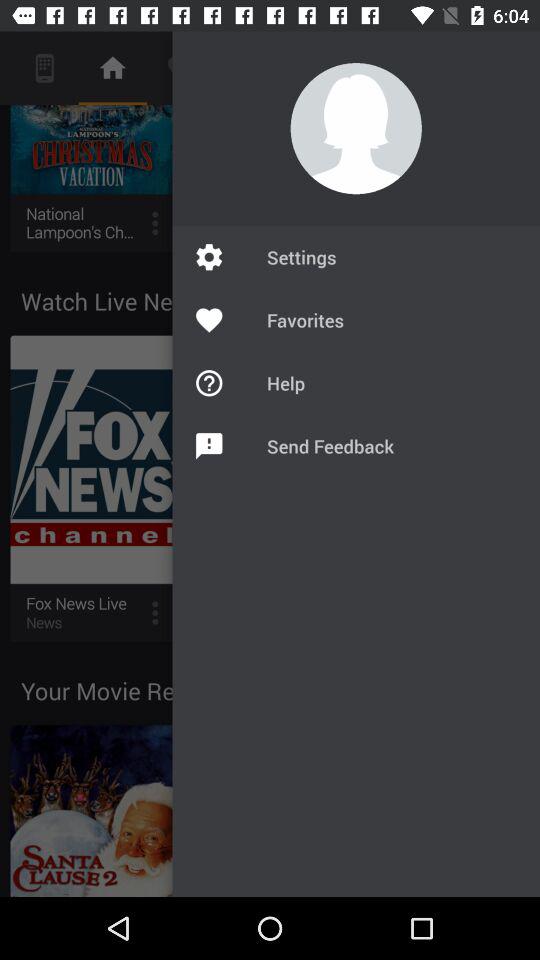 6:04
NATIONAL
LAMPOON'S
CHRISTMAS
VACATION
National
Lampoon's Ch...
Settings
Watch Live Ne
Favorites
Help
FOX
NEWS
channel
Send Feedback
Fox News Live
News
Your Movie Re
SANTA
CLAUSE 2